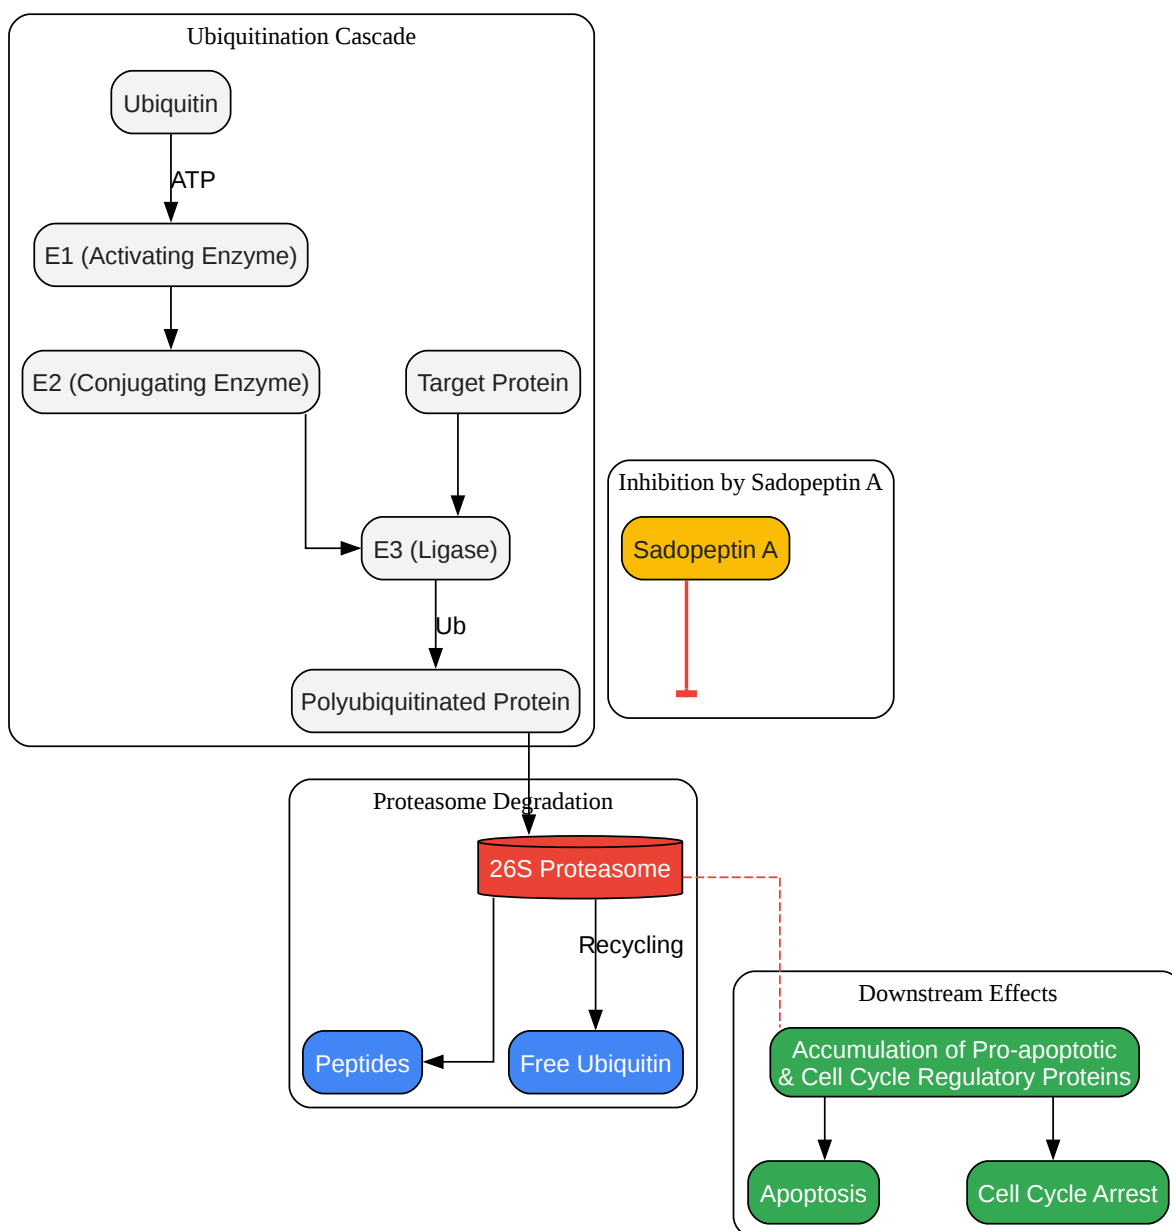 Ubiquitination Cascade
Ubiquitin
ATP
E1 (Activating Enzyme)
E2 (Conjugating Enzyme)
Target Protein
E3 (Ligase)
Ub
Polyubiquitinated Protein
Inhibition by Sadopeptin A
Sadopeptin A
Proteasome Degradation
26S Proteasome
Recycling
Peptides
Free Ubiquitin
Downstream Effects
Accumulation of Pro-apoptotic
& Cell Cycle Regulatory Proteins
Apoptosis
Cell Cycle Arrest